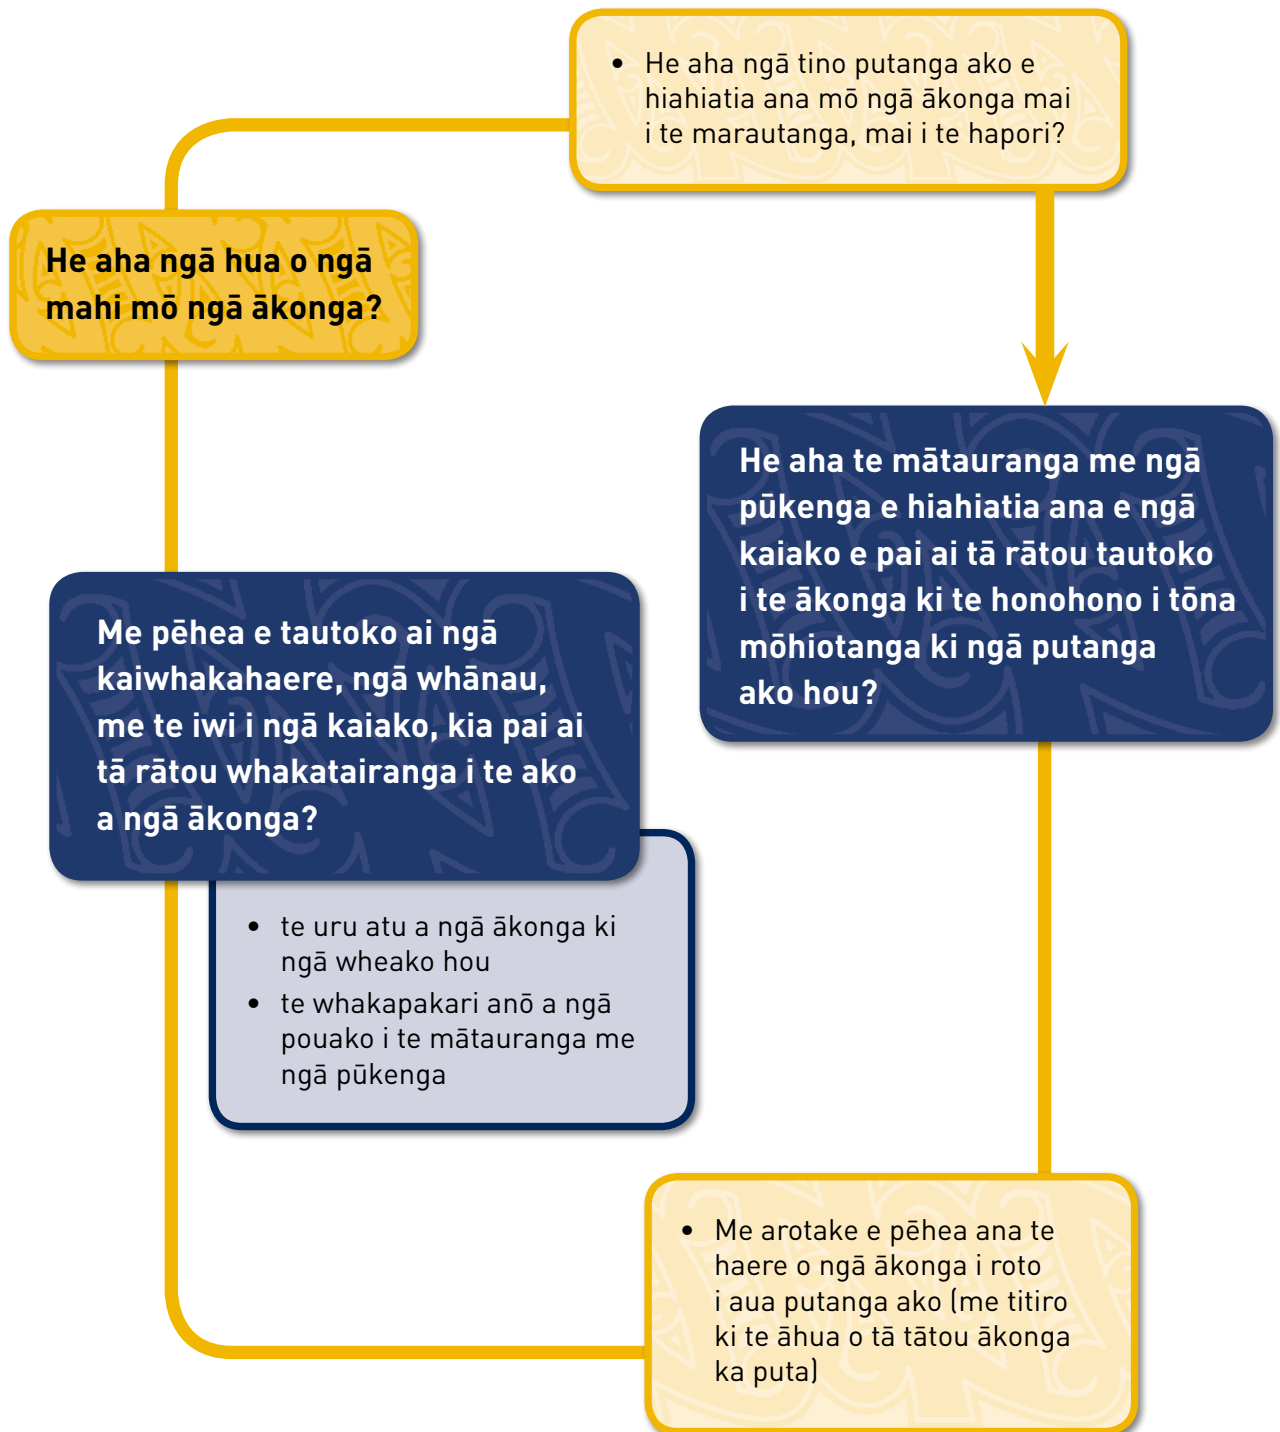 • He aha ngā tino putanga ako e
hiahiatia ana mō ngā ākonga mai
i te marautanga, mai i te hapori?
He aha ngā hua o ngā
mahi mō ngā ākonga?
He aha te mātauranga me ngā
pūkenga e hiahiatia ana e ngā
kaiako e pai ai tā rātou tautoko
i te ākonga ki te honohono i tōna
mōhiotanga ki ngā putanga
ako hou?
Me pēhea e tautoko ai ngā
kaiwhakahaere, ngā whānau,
me te iwi i ngā kaiako, kia pai ai
tā rātou whakatairanga i te ako
a ngā ākonga?
• te uru atu a ngā ākonga ki
ngā wheako hou
• te whakapakari anō a ngā
pouako i te mātauranga me
ngā pūkenga
• Me arotake e pēhea ana te
haere o ngā ākonga i roto
i aua putanga ako (me titiro
ki te āhua o tā tātou ākonga
ka puta)